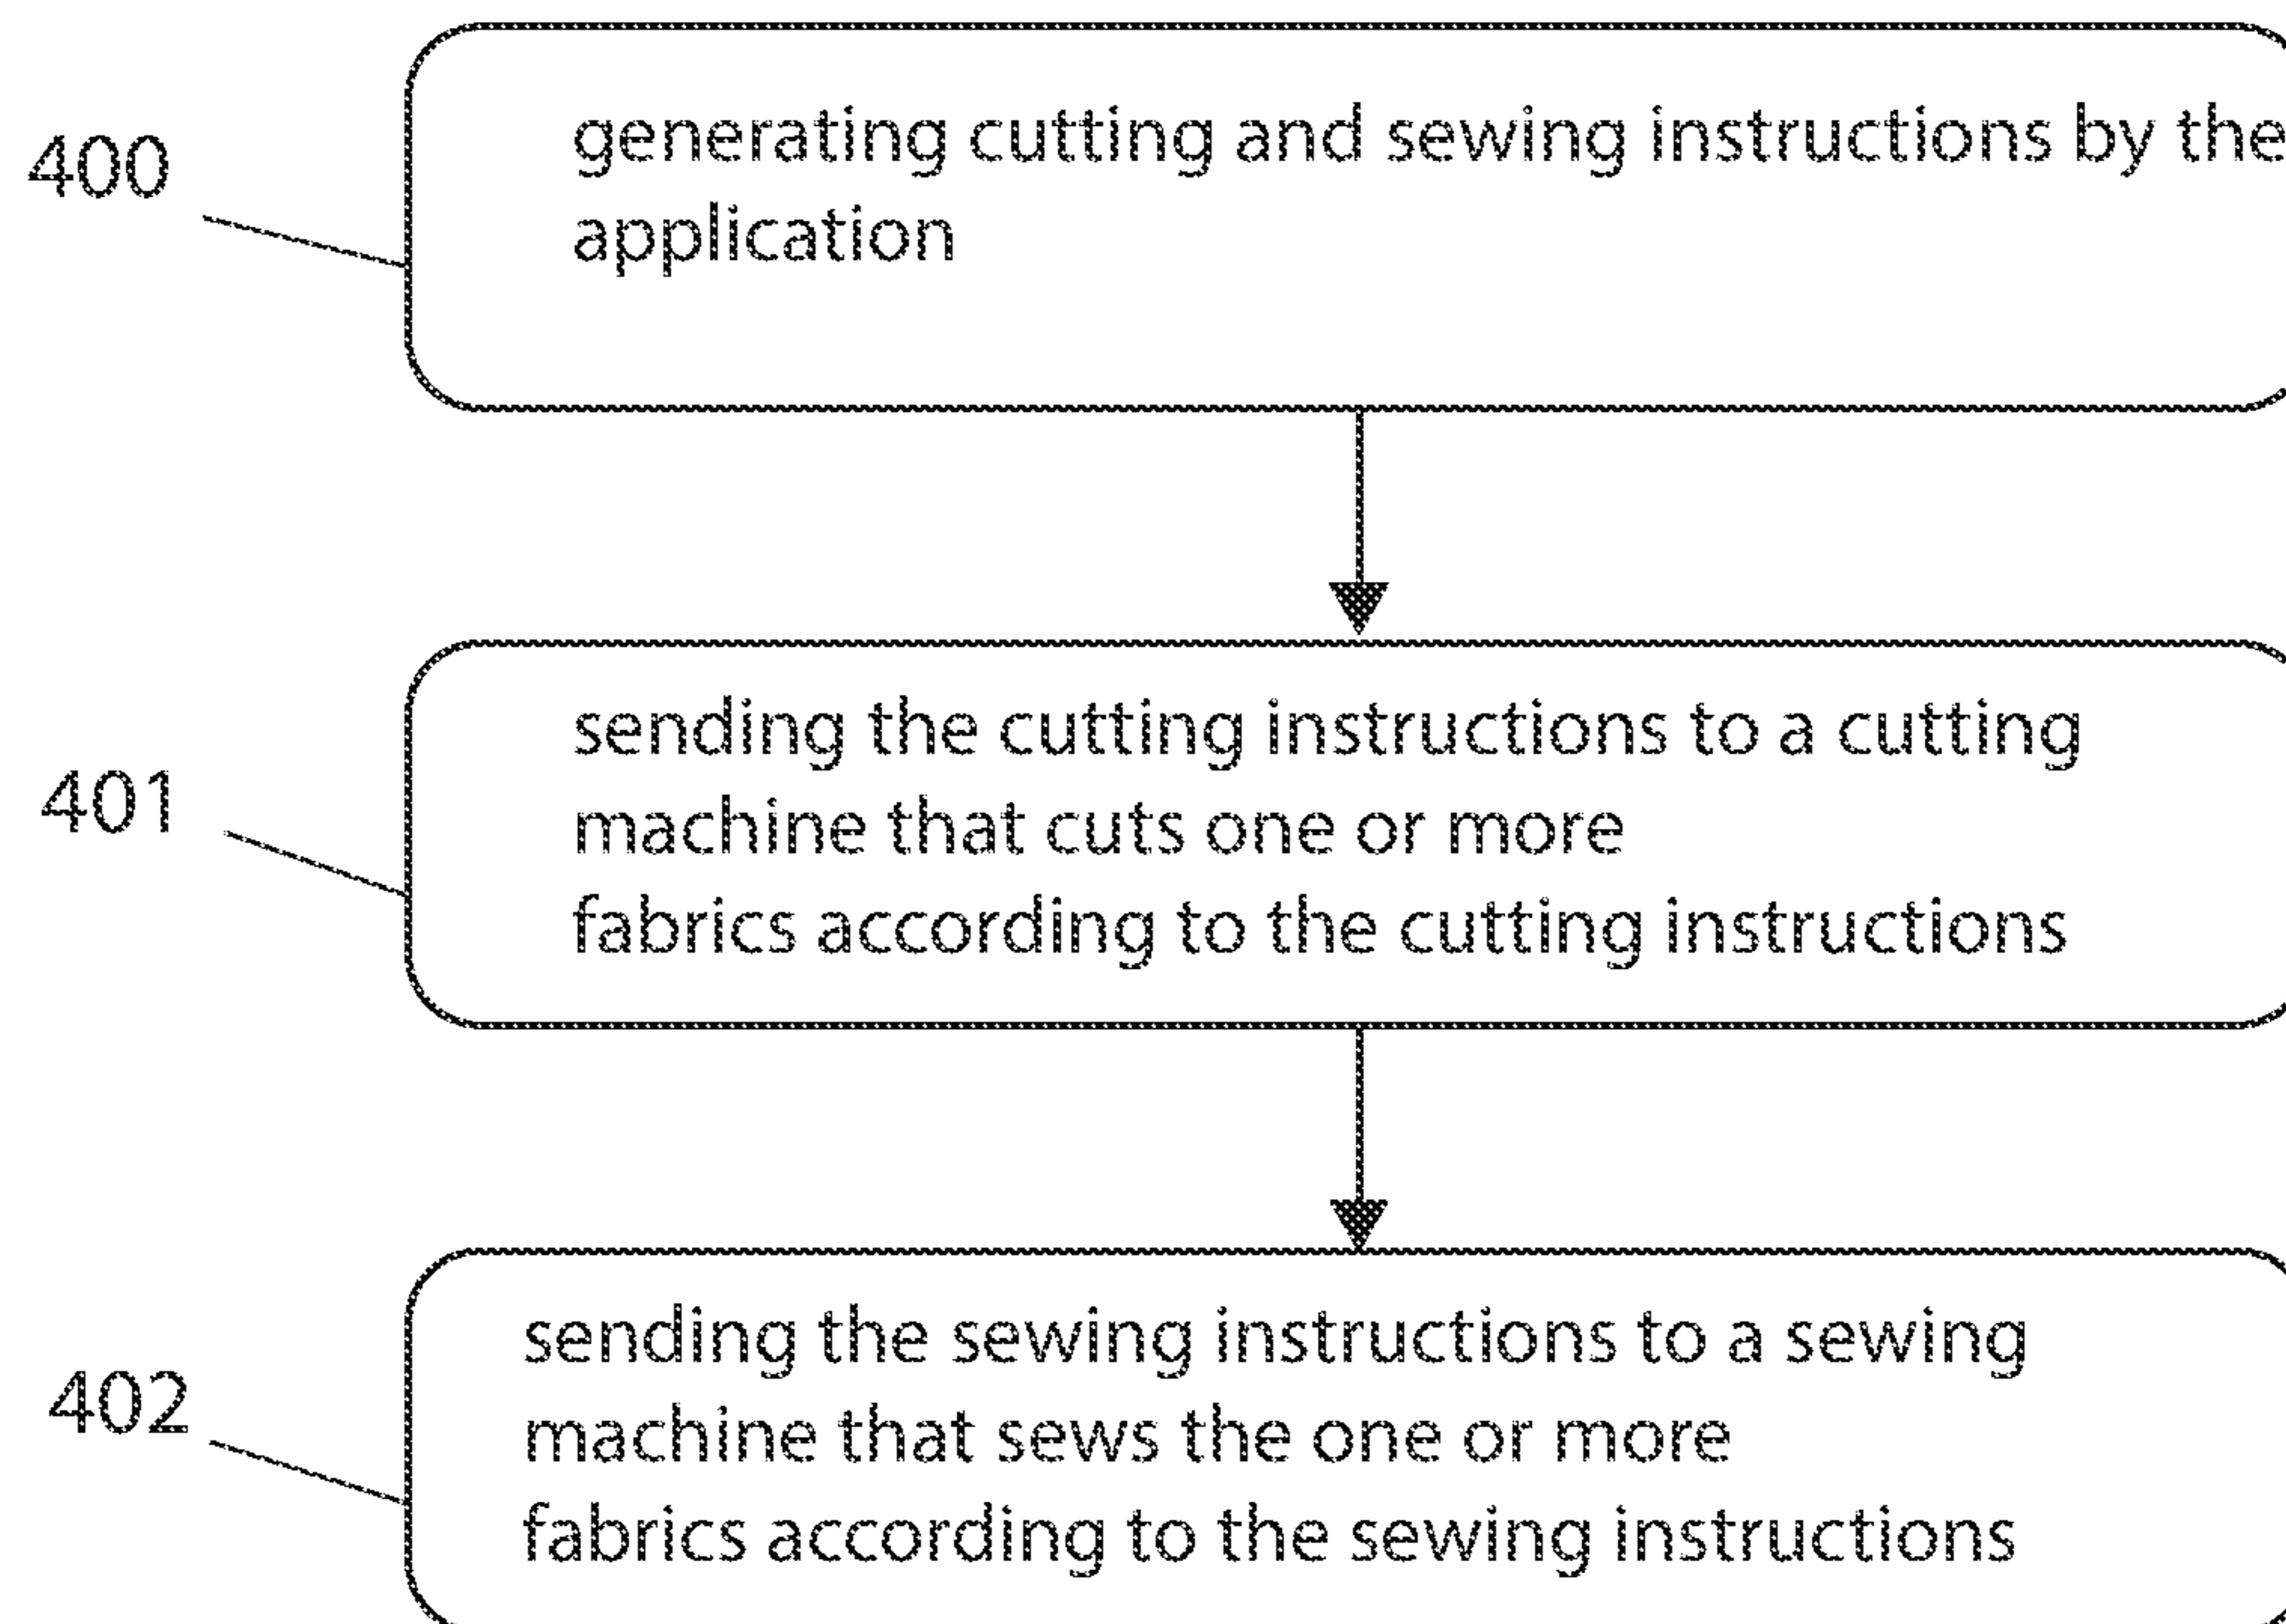 400
generating cutting and sewing instructions by the
application
401
sending the cutting instructions to a cutting
machine that cuts one or more
fabrics according to the cutting instructions
402
sending the sewing instructions to a sewing
machine that sews the one or more
fabrics according to the sewing instructions